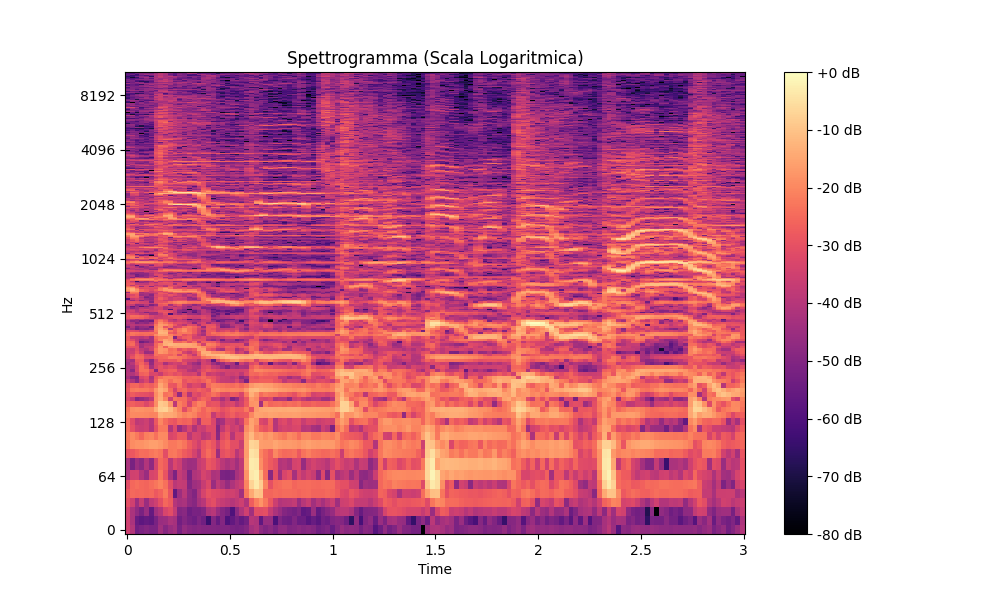 Spettrogramma (Scala Logaritmica)
8192
4096
2048
1024
512
256
128
64
0
Hz
0 0.5 1 1.5 2 2.5 3
Time
+0 dB
-10 dB
-20 dB
-30 dB
-40 dB
-50 dB
-60 dB
-70 dB
-80 dB